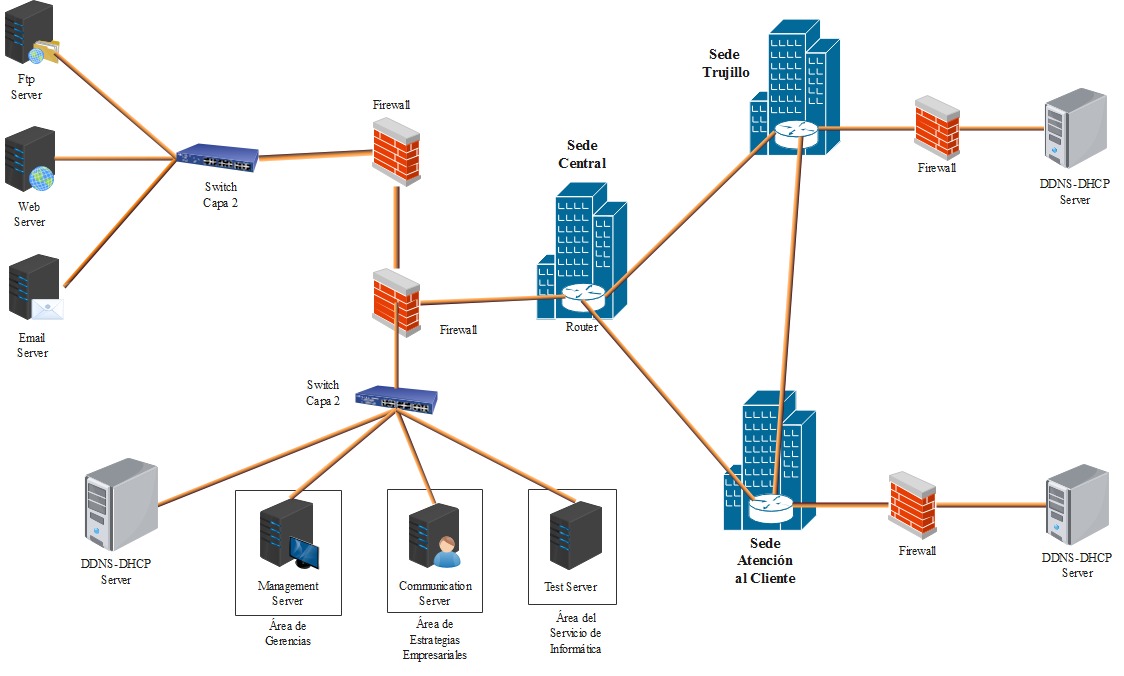 Ftp
Server
Web
Server
Email
Server
Switch
Capa 2
Firewall
Firewall
Switch
Capa 2
DDNS-DHCP
Server
Management
Server
Área de
Gerencias
Communication
Server
Área de
Estrategias
Empresariales
Test Server
Área del
Servicio de
Informática
Sede
Central
Router
Sede
Trujillo
Firewall
DDNS-DHCP
Server
Sede
Atención
al Cliente
Firewall
DDNS-DHCP
Server